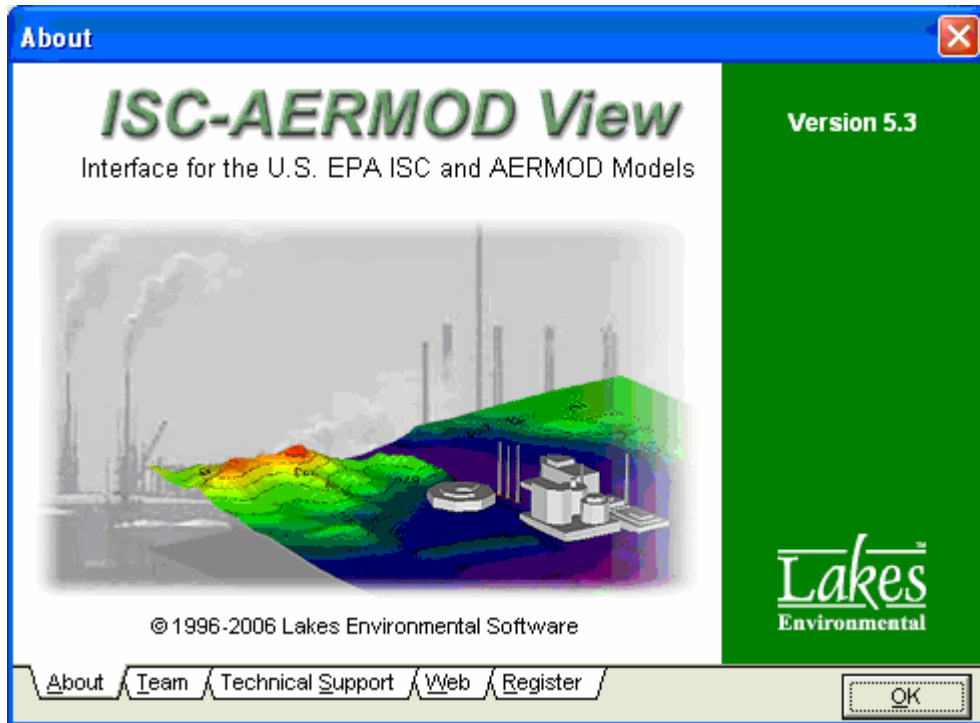 About
ISC-AERMOD View
Version 5.3
Interface for the U.S. EPA ISC and AERMOD Models
© 1996-2006 Lakes Environmental Software
Lakes™
Environmental
About
Team
Technical Support
Web
Register
OK